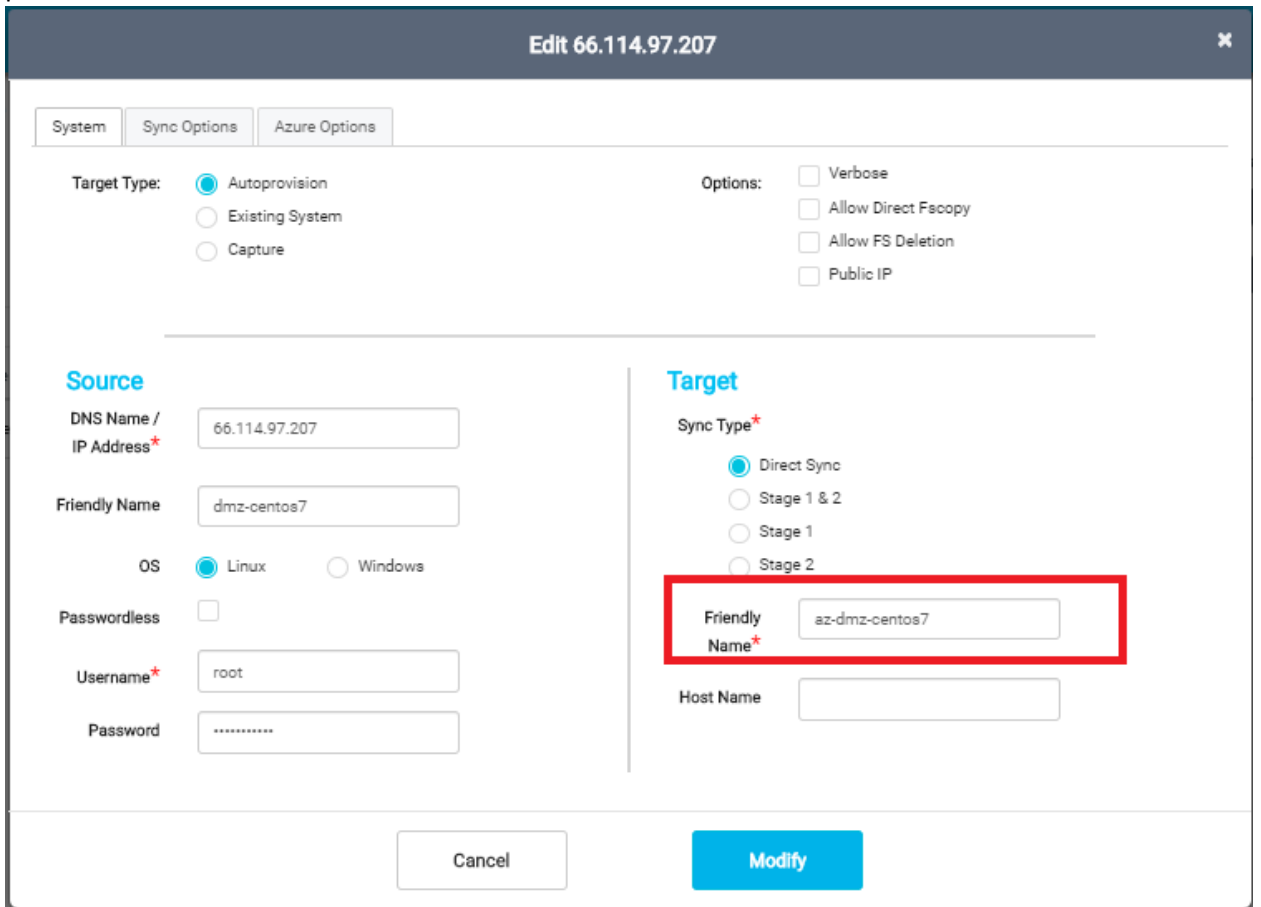 Edit 66.114.97.207
System Sync Options Azure Options
Target Type: Autoprovision
Existing System
Capture
Options: Verbose
Allow Direct Fscopy
Allow FS Deletion
Public IP
Source
DNS Name /
IP Address* 66.114.97.207
Friendly Name dmz-centos7
OS Linux Windows
Passwordless
Username* root
Password ···········
Target
Sync Type*
Direct Sync
Stage 1 & 2
Stage 1
Stage 2
Friendly
Name* az-dmz-centos7
Host Name
Cancel Modify